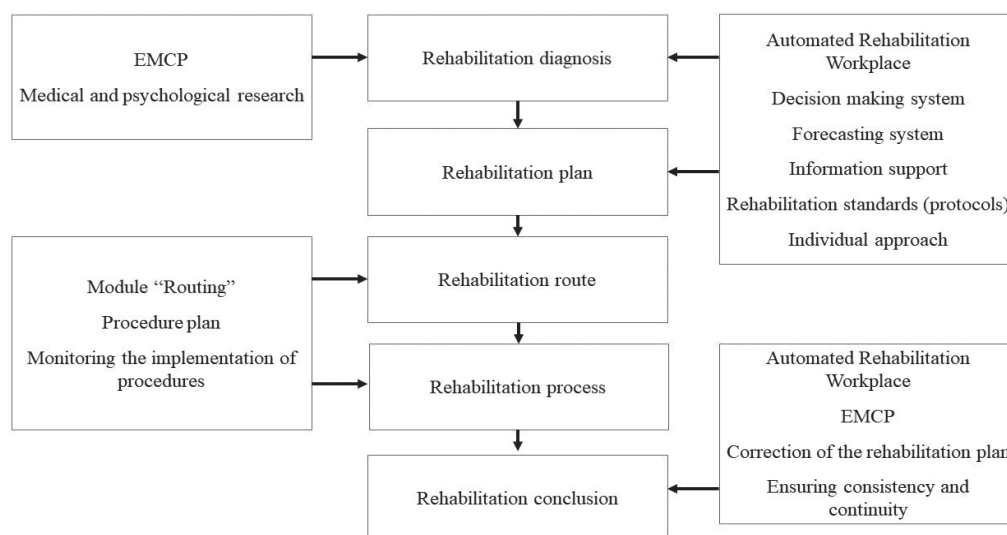 EMCP
Medical and psychological research
Rehabilitation diagnosis
Automated Rehabilitation
Workplace
Decision making system
Forecasting system
Information support
Rehabilitation standards (protocols)
Individual approach
Rehabilitation plan
Module “Routing”
Procedure plan
Monitoring the implementation of
procedures
Rehabilitation route
Rehabilitation process
Automated Rehabilitation
Workplace
EMCP
Correction of the rehabilitation plan
Ensuring consistency and
continuity
Rehabilitation conclusion